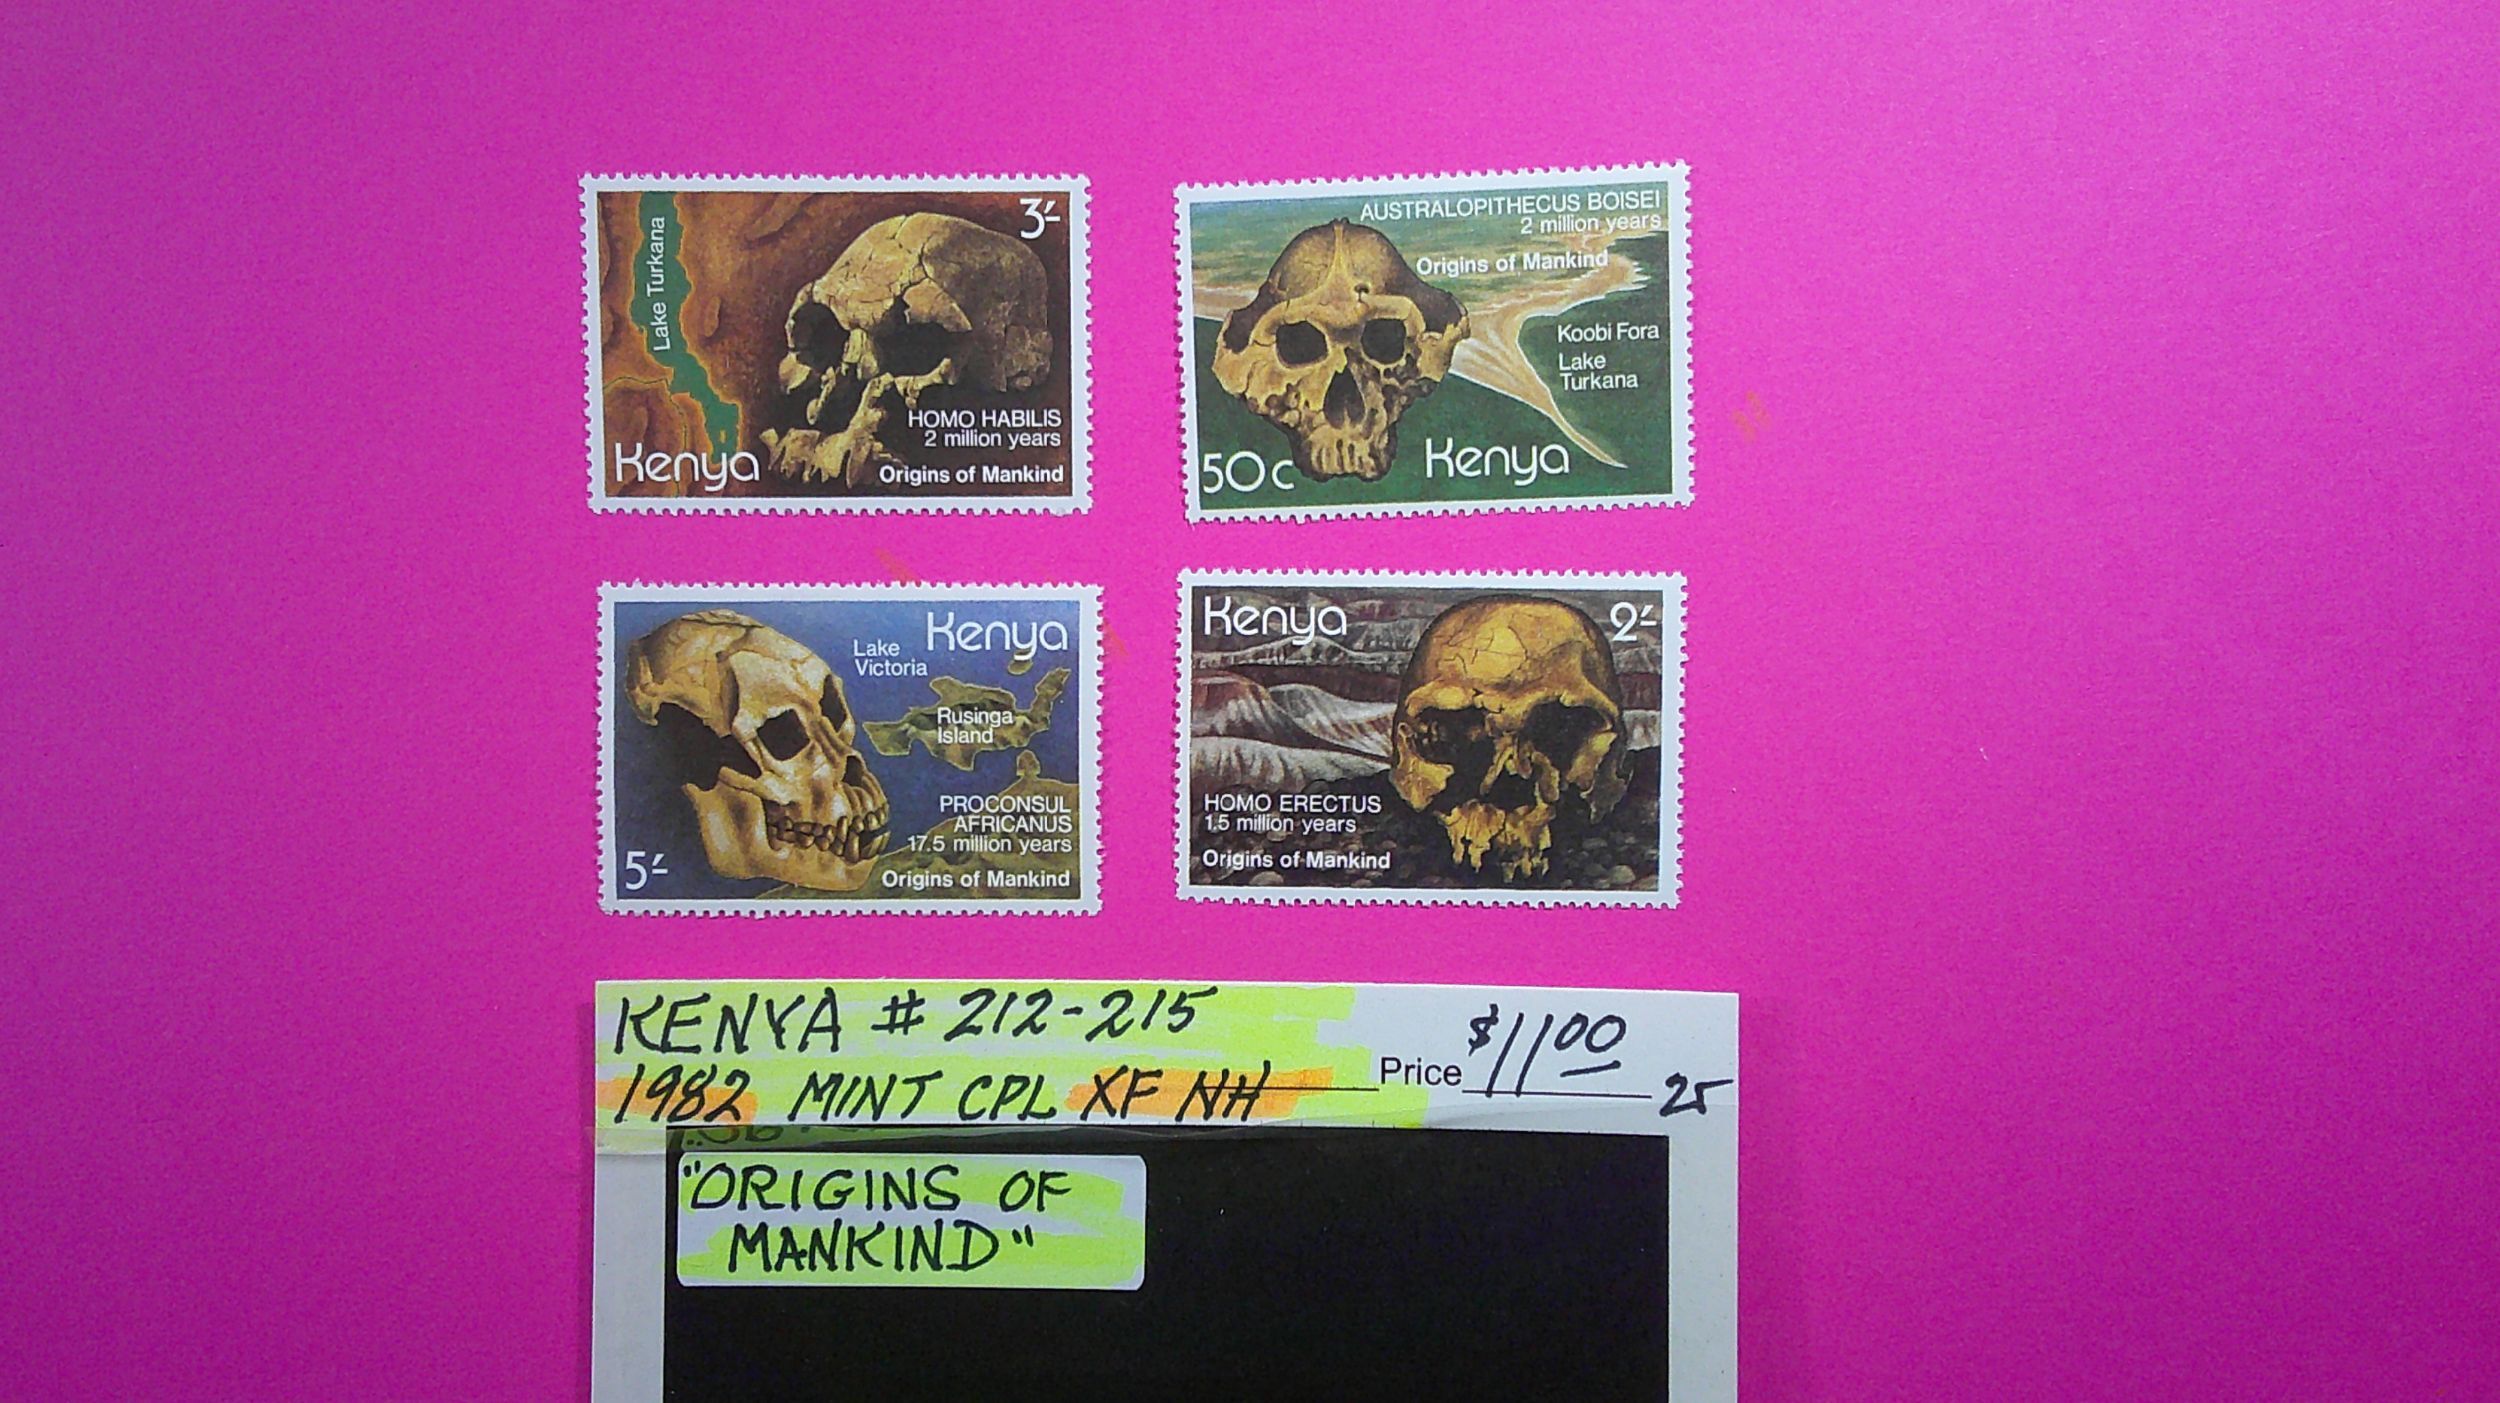 3/-
Lake Turkana
HOMO HABILIS
2 million years
Kenya
Origins of Mankind
AUSTRALOPITHECUS BOISEI
2 million years
Origins of Mankind
Koobi Fora
Lake
Turkana
50c
Kenya
Kenya
Lake
Victoria
Rusinga
Island
PROCONSUL
AFRICANUS
17.5 million years
5/-
Origins of Mankind
Kenya
2/-
HOMO ERECTUS
1.5 million years
Origins of Mankind
KENYA # 212-215
1982 MINT CPL XF NH
Price $11.00 25
"ORIGINS OF
MANKIND"